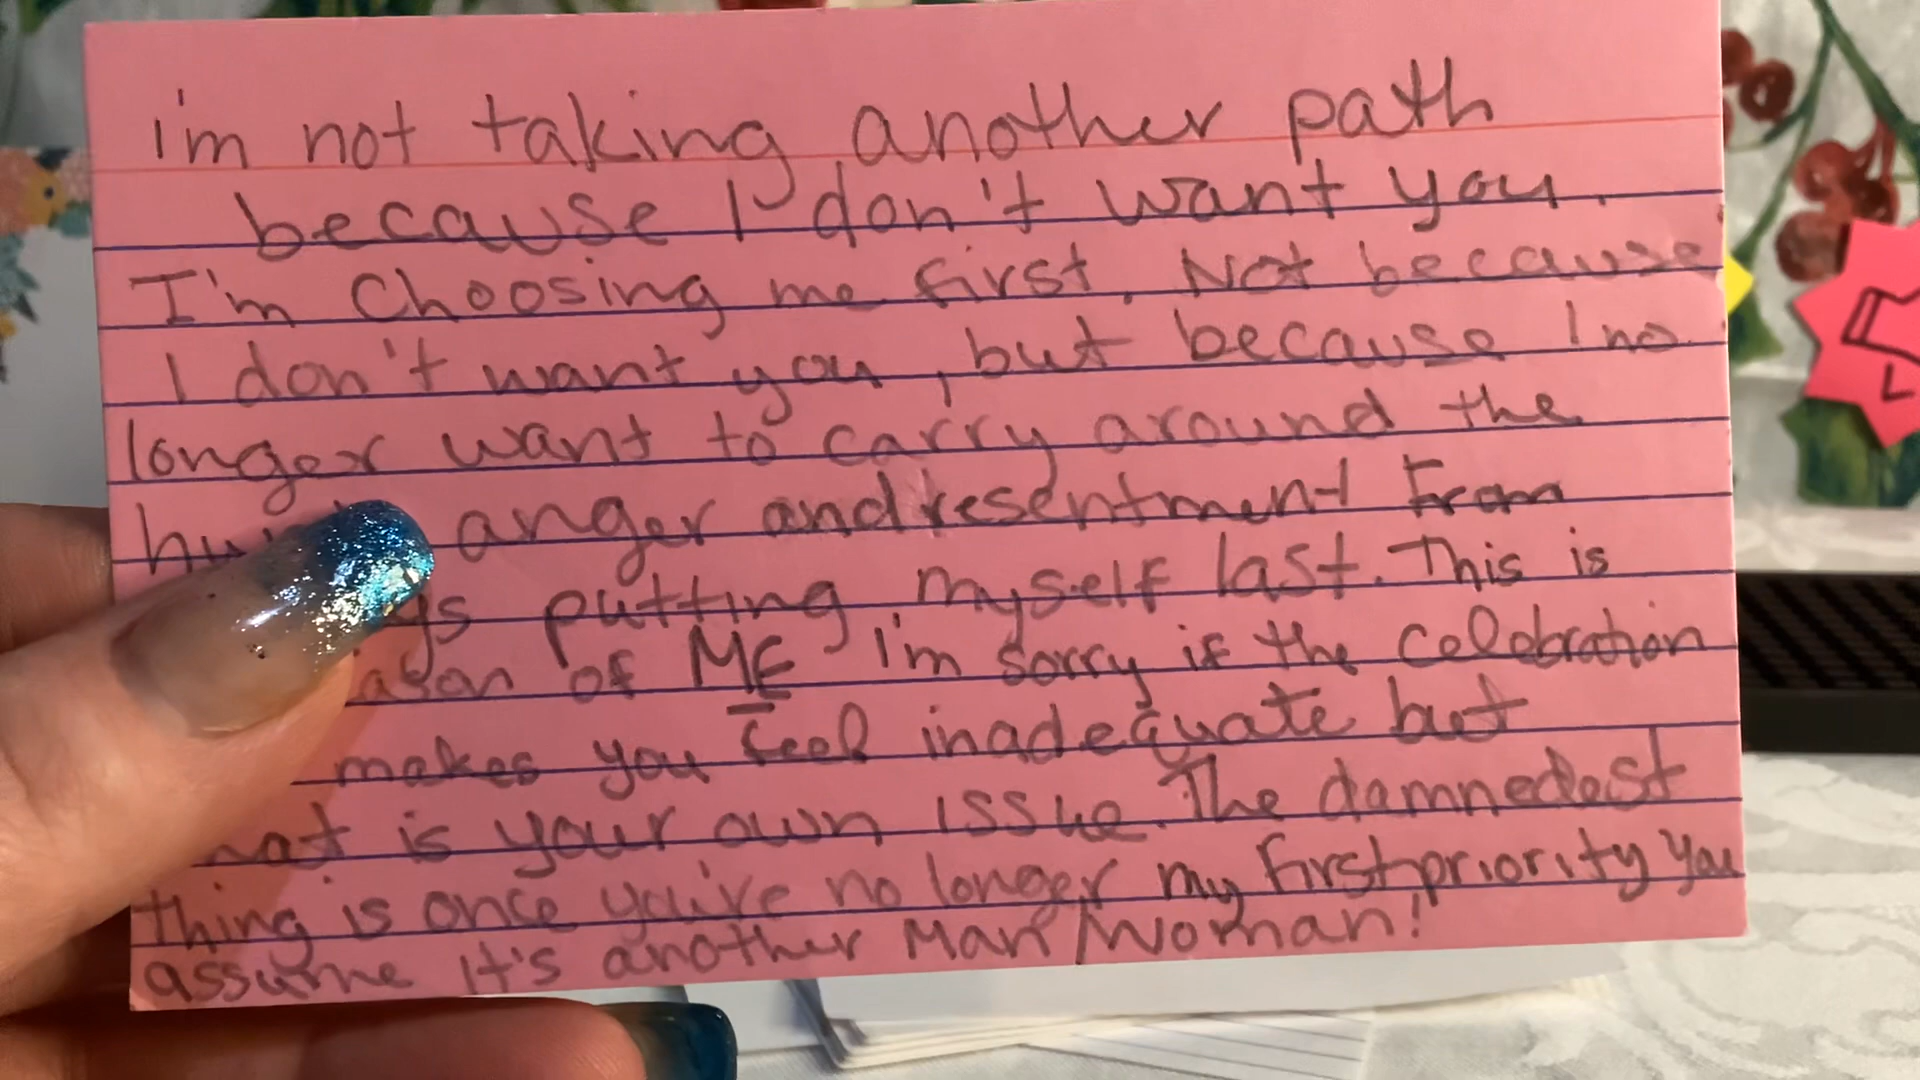 i'm not taking another path
because I don't want you.
I'm choosing me first. Not because
I don't want you, but because I no
longer want to carry around the
anger and resentment From
putting myself last. This is
of ME I'm sorry if the celebration
makes you feel inadequate but
is your own issue. The damnedest
thing is once you're no longer my first priority you
assume it's another Man/Woman!